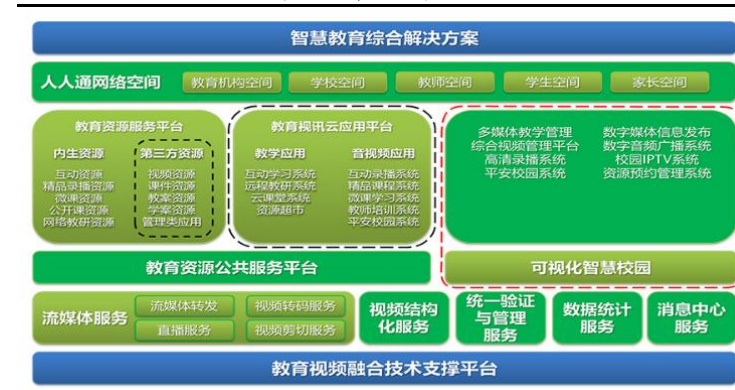 智慧教育综合解决方案
人人通网络空间 教育机构空间 学校空间 教师空间 学生空间 家长空间
教育资源服务平台
内生资源 第三方资源
互动资源 视频资源
精品录播资源 课件资源
微课资源 教案资源
公开课资源 学案资源
网络教研资源 管理类应用
教育视讯云应用平台
教学应用 音视频应用
互动学习系统 互动录播系统
远程教研系统 精品课程系统
云课堂系统 微课学习系统
资源超市 教师培训系统
平安校园系统
多媒体教学管理 数字媒体信息发布
综合视频管理平台 数字音频广播系统
高清录播系统 校园IPTV系统
平安校园系统 资源预约管理系统
教育资源公共服务平台
可视化智慧校园
流媒体服务
流媒体转发 视频转码服务
直播服务 视频剪切服务
视频结构
化服务
统一验证
与管理
服务
数据统计
服务
消息中心
服务
教育视频融合技术支撑平台